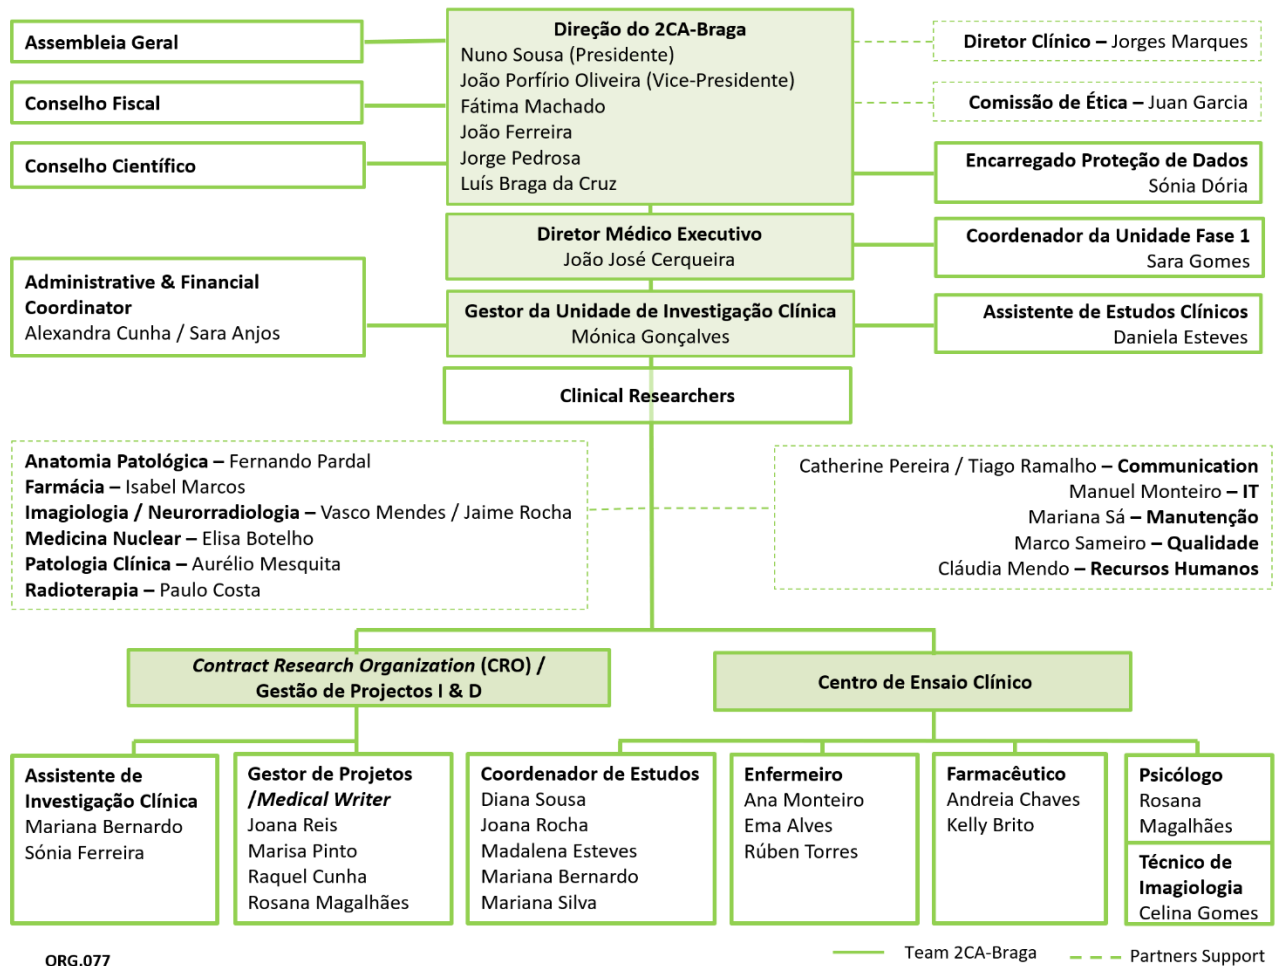 Assembleia Geral
Conselho Fiscal
Conselho Científico
Direção do 2CA-Braga
Nuno Sousa (Presidente)
João Porfírio Oliveira (Vice-Presidente)
Fátima Machado
João Ferreira
Jorge Pedrosa
Luís Braga da Cruz
Diretor Clínico – Jorges Marques
Comissão de Ética – Juan Garcia
Encarregado Proteção de Dados
Sónia Dória
Diretor Médico Executivo
João José Cerqueira
Coordenador da Unidade Fase 1
Sara Gomes
Administrative & Financial
Coordinator
Alexandra Cunha / Sara Anjos
Gestor da Unidade de Investigação Clínica
Mónica Gonçalves
Assistente de Estudos Clínicos
Daniela Esteves
Clinical Researchers
Anatomia Patológica – Fernando Pardal
Farmácia – Isabel Marcos
Imagiologia / Neurorradiologia – Vasco Mendes / Jaime Rocha
Medicina Nuclear – Elisa Botelho
Patologia Clínica – Aurélio Mesquita
Radioterapia – Paulo Costa
Catherine Pereira / Tiago Ramalho – Communication
Manuel Monteiro – IT
Mariana Sá – Manutenção
Marco Sameiro – Qualidade
Cláudia Mendo – Recursos Humanos
Contract Research Organization (CRO) /
Gestão de Projectos I & D
Centro de Ensaio Clínico
Assistente de
Investigação Clínica
Mariana Bernardo
Sónia Ferreira
Gestor de Projetos
/Medical Writer
Joana Reis
Marisa Pinto
Raquel Cunha
Rosana Magalhães
Coordenador de Estudos
Diana Sousa
Joana Rocha
Madalena Esteves
Mariana Bernardo
Mariana Silva
Enfermeiro
Ana Monteiro
Ema Alves
Rúben Torres
Farmacêutico
Andreia Chaves
Kelly Brito
Psicólogo
Rosana
Magalhães
Técnico de
Imagiologia
Celina Gomes
ORG.077
Team 2CA-Braga
Partners Support